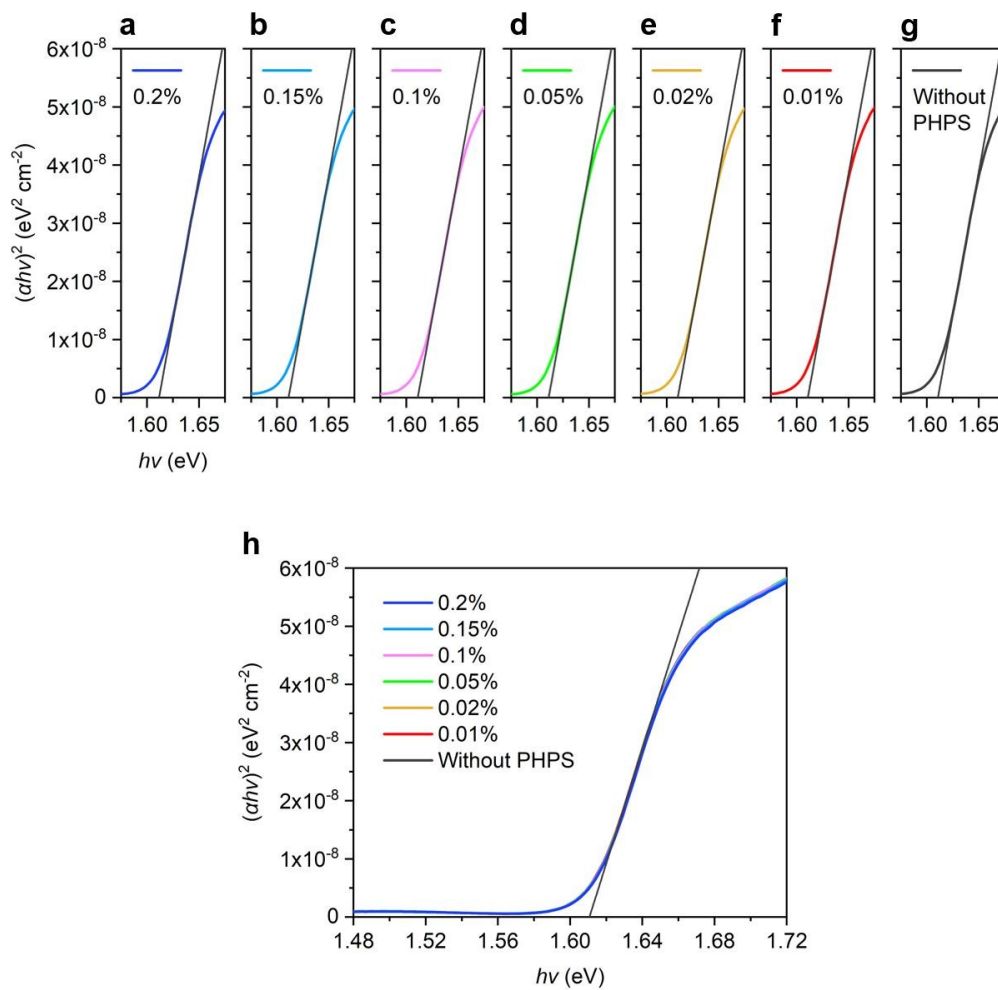 a b c d e f g
6x10⁻⁸
5x10⁻⁸
4x10⁻⁸
3x10⁻⁸
2x10⁻⁸
1x10⁻⁸
0
(αhν)² (eV² cm⁻²)
0.2%
0.15%
0.1%
0.05%
0.02%
0.01%
Without
PHPS
1.60 1.65 1.60 1.65 1.60 1.65 1.60 1.65 1.60 1.65 1.60 1.65 1.60 1.65
hν (eV)
h
6x10⁻⁸
5x10⁻⁸
4x10⁻⁸
3x10⁻⁸
2x10⁻⁸
1x10⁻⁸
0
(αhν)² (eV² cm⁻²)
0.2%
0.15%
0.1%
0.05%
0.02%
0.01%
Without PHPS
1.48 1.52 1.56 1.60 1.64 1.68 1.72
hν (eV)